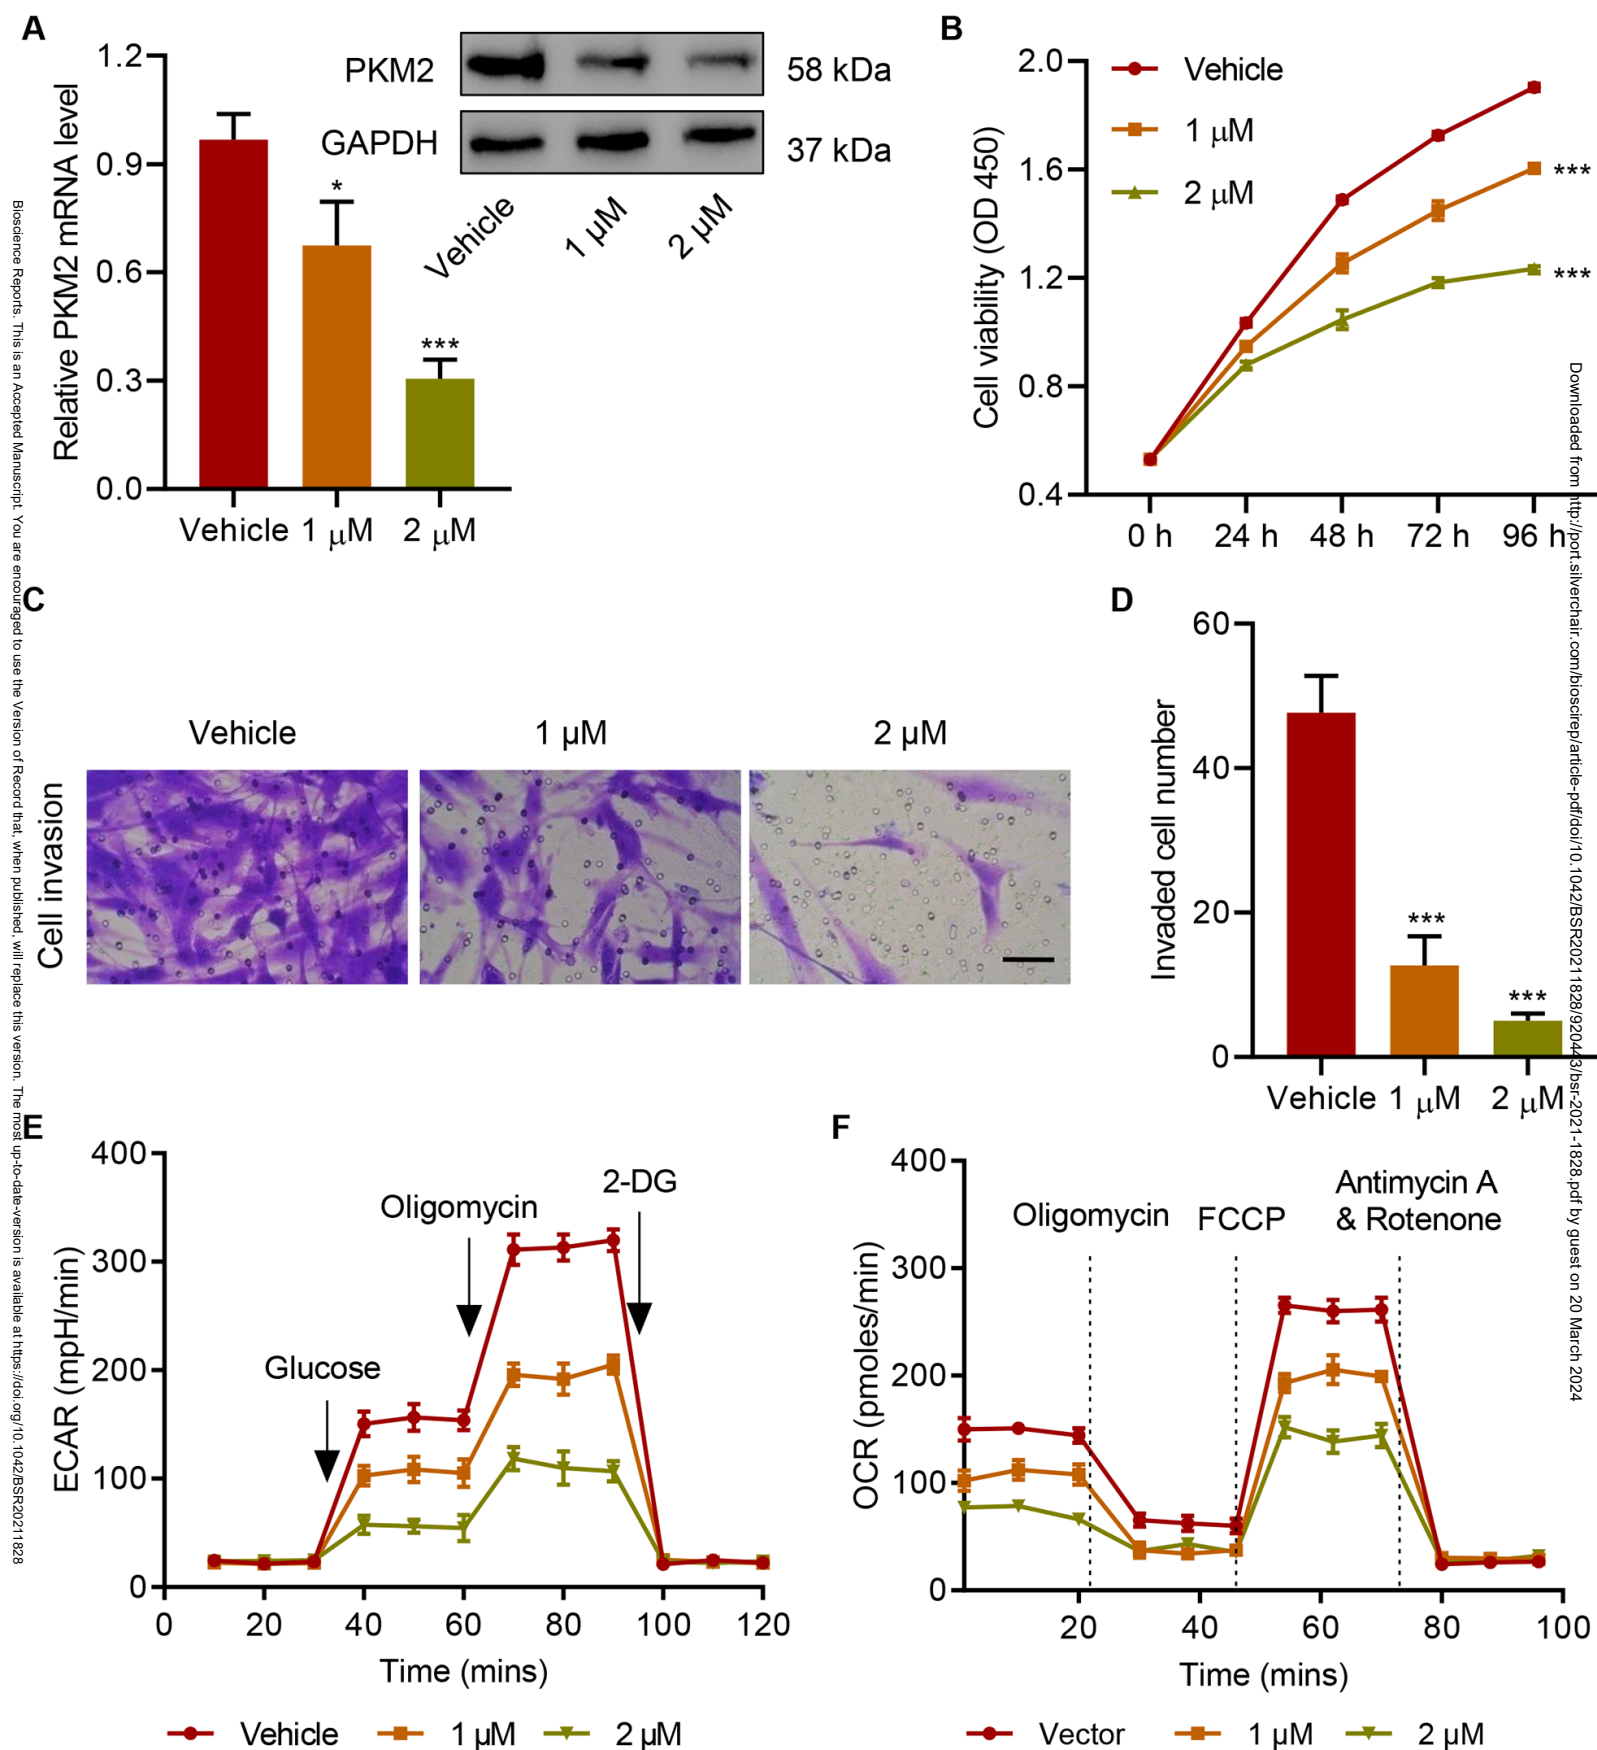 A
1.2
0.9
0.6
0.3
0.0
Relative PKM2 mRNA level
*
***
Vehicle 1 μM 2 μM
PKM2
58 kDa
GAPDH
37 kDa
Vehicle
1 μM
2 μM
B
2.0
1.6
1.2
0.8
0.4
Cell viability (OD 450)
Vehicle
1 μM
2 μM
***
***
0 h 24 h 48 h 72 h 96 h
C
Vehicle 1 μM 2 μM
Cell invasion
D
60
40
20
0
Invaded cell number
***
***
Vehicle 1 μM 2 μM
E
400
300
200
100
0
ECAR (mpH/min)
Glucose
Oligomycin
2-DG
0 20 40 60 80 100 120
Time (mins)
Vehicle 1 μM 2 μM
F
400
300
200
100
0
OCR (pmoles/min)
Oligomycin
FCCP
Antimycin A
& Rotenone
20 40 60 80 100
Time (mins)
Vector 1 μM 2 μM
Bioscience Reports. This is an Accepted Manuscript. You are encouraged to use the Version of Record that, when published, will replace this version. The most up-to-date-version is available at https://doi.org/10.1042/BSR20211828
Downloaded from http://port.silverchair.com/bioscirep/article-pdf/doi/10.1042/BSR20211828/920443/bsr-2021-1828.pdf by guest on 20 March 2024